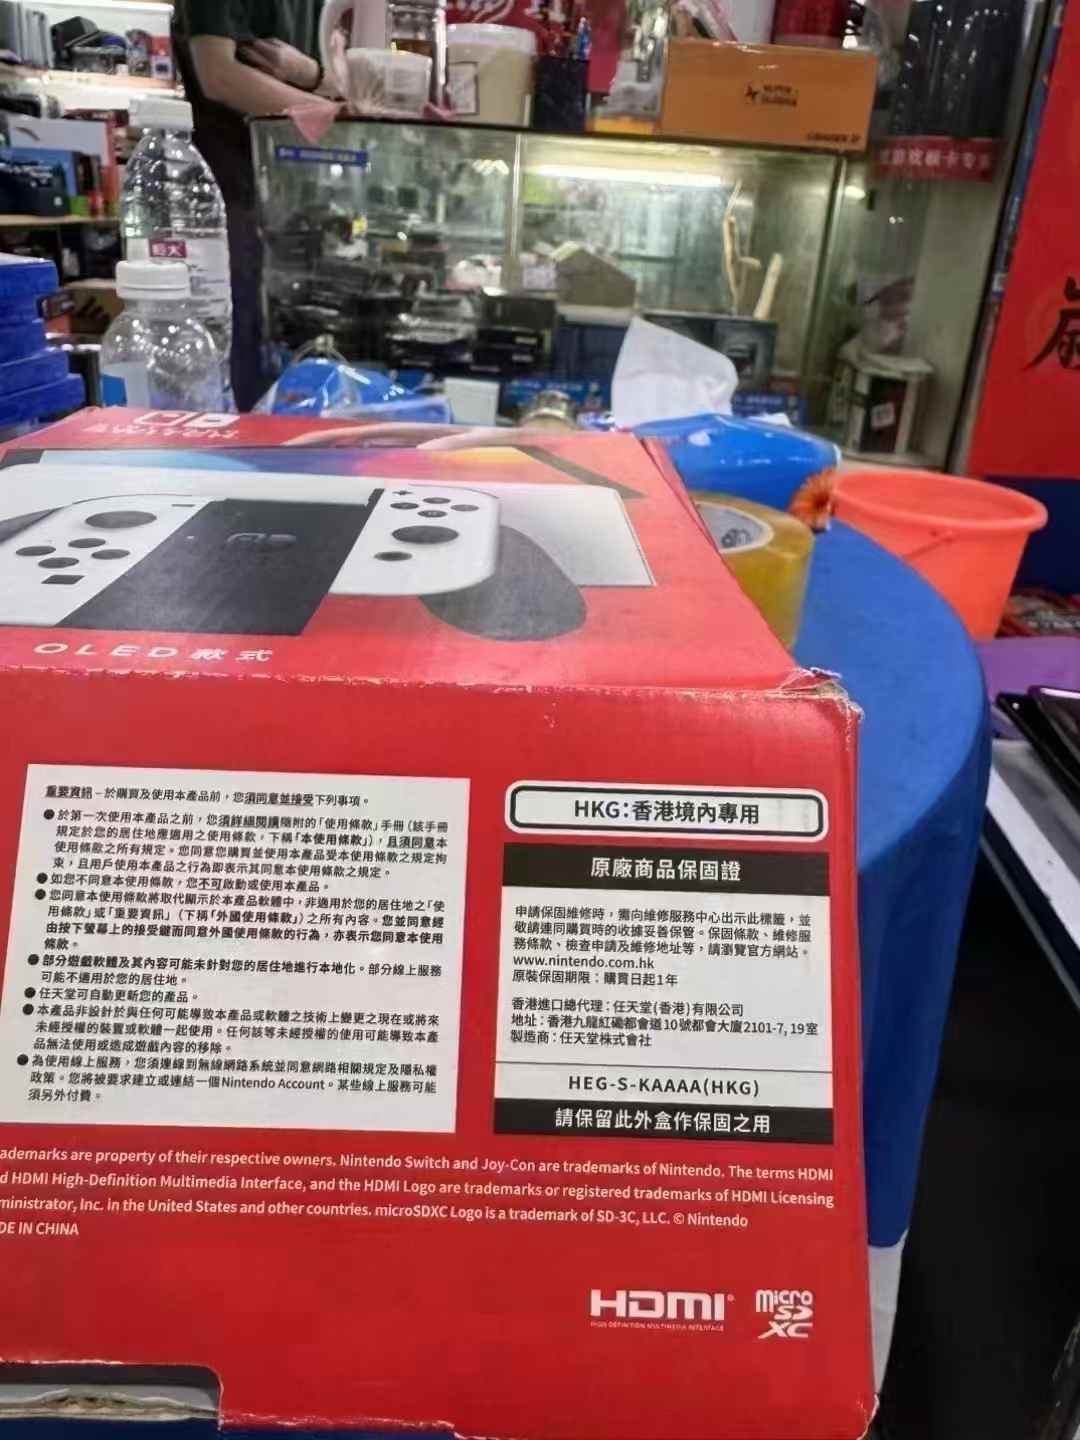 OLED款式
重要資訊－於購買及使用本產品前，您須同意並接受下列事項。
●於第一次使用本產品之前，您須詳細閱讀隨附的「使用條款」手冊（該手冊
規定於您的居住地應適用之使用條款，下稱「本使用條款」），且須同意本
使用條款之所有規定。您同意您購買並使用本產品受本使用條款之規定拘
束，且用戶使用本產品之行為即表示其同意本使用條款之規定。
●如您不同意本使用條款，您不可啟動或使用本產品。
●您同意本使用條款將取代顯示於本產品軟體中，非適用於您的居住地之「使
用條款」或「重要資訊」（下稱「外國使用條款」）之所有內容。您並同意經
由按下螢幕上的接受鍵而同意外國使用條款的行為，亦表示您同意本使用
條款。
●部分遊戲軟體及其內容可能未針對您的居住地進行本地化。部分線上服務
可能不適用於您的居住地。
●任天堂可自動更新您的產品。
●本產品非設計於與任何可能導致本產品或軟體之技術上變更之現在或將來
未經授權的裝置或軟體一起使用。任何該等未經授權的使用可能導致本產
品無法使用或造成遊戲內容的移除。
●為使用線上服務，您須連線到無線網路系統並同意網路相關規定及隱私權
政策。您將被要求建立或連結一個Nintendo Account。某些線上服務可能
須另外付費。
HKG:香港境內專用
原廠商品保固證
申請保固維修時，需向維修服務中心出示此標籤，並
敬請連同購買時的收據妥善保管。保固條款、維修服
務條款、檢查申請及維修地址等，請瀏覽官方網站。
www.nintendo.com.hk
原裝保固期限：購買日起1年
香港進口總代理：任天堂(香港)有限公司
地址：香港九龍紅磡都會道10號都會大廈2101-7, 19室
製造商：任天堂株式會社
HEG-S-KAAAA(HKG)
請保留此外盒作保固之用
ademarks are property of their respective owners. Nintendo Switch and Joy-Con are trademarks of Nintendo. The terms HDMI
d HDMI High-Definition Multimedia Interface, and the HDMI Logo are trademarks or registered trademarks of HDMI Licensing
ministrator, Inc. in the United States and other countries. microSDXC Logo is a trademark of SD-3C, LLC. © Nintendo
DE IN CHINA
HDMI
HIGH DEFINITION MULTIMEDIA INTERFACE
micro
SD
XC